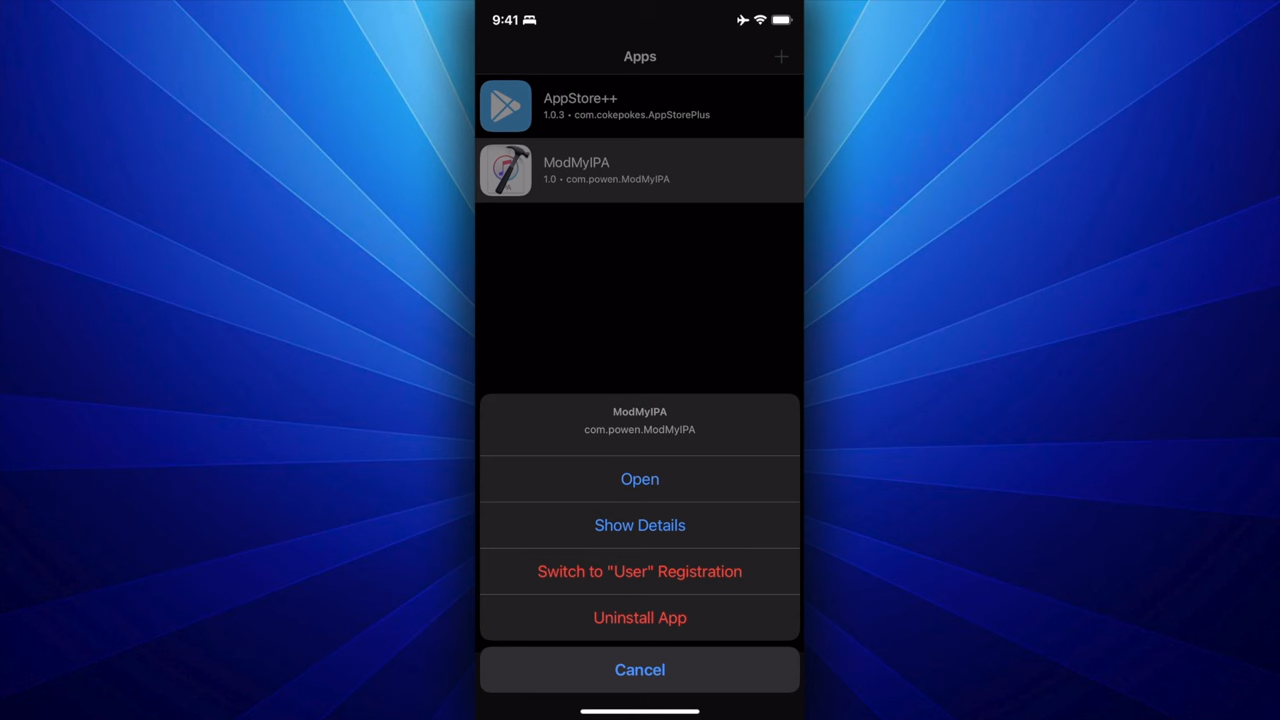 9:41
Apps
AppStore++
1.0.3 • com.cokepokes.AppStorePlus
ModMyIPA
1.0 • com.powen.ModMyIPA
ModMyIPA
com.powen.ModMyIPA
Open
Show Details
Switch to "User" Registration
Uninstall App
Cancel